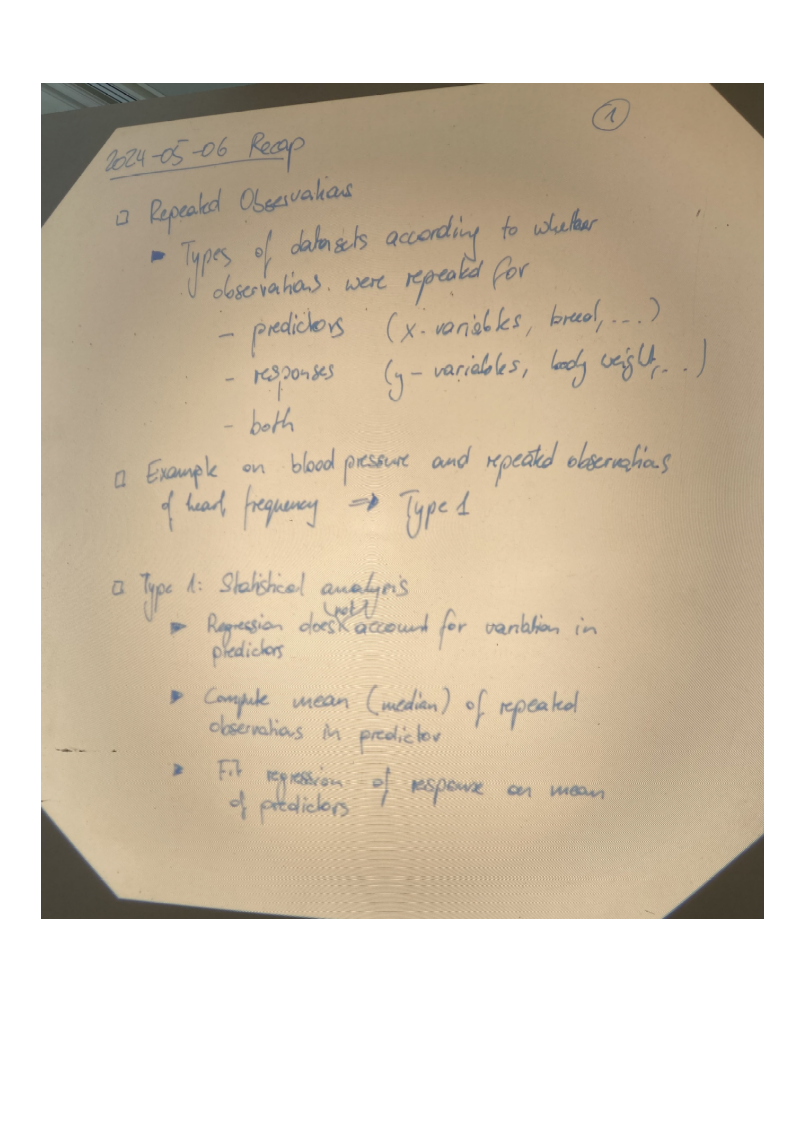 1
2024-05-06 Recap
□ Repeated Observations
► Types of datasets according to whether
observations were repeated for
- predictors (x-variables, breed, ...)
- responses (y-variables, body weight, ...)
- both
□ Example on blood pressure and repeated observations
of heart frequency ⇒ Type 1
□ Type 1: Statistical analysis
not!
► Regression does account for variation in
predictors
► Compute mean (median) of repeated
observations in predictor
► Fit regression of response on mean
of predictors